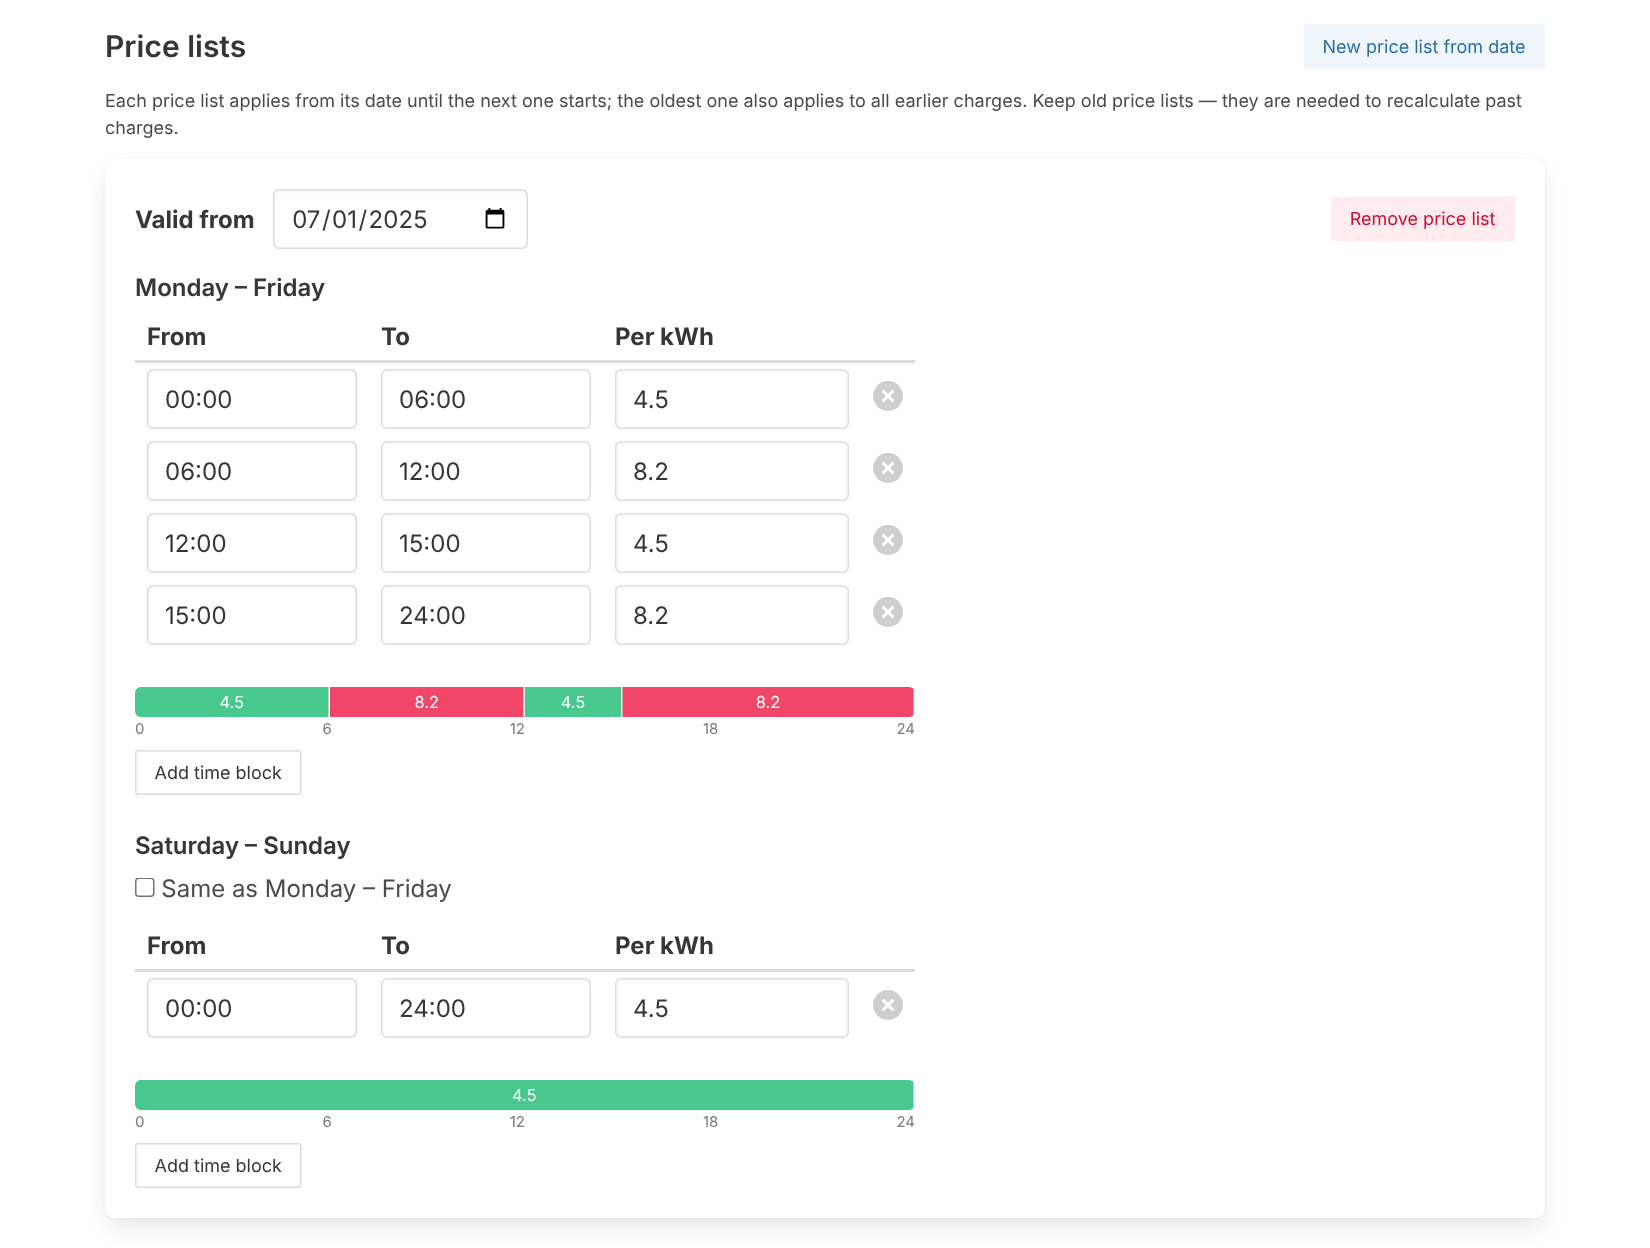 Price lists
New price list from date
Each price list applies from its date until the next one starts; the oldest one also applies to all earlier charges. Keep old price lists — they are needed to recalculate past
charges.
Valid from 07/01/2025
Remove price list
Monday – Friday
From To Per kWh
00:00 06:00 4.5
06:00 12:00 8.2
12:00 15:00 4.5
15:00 24:00 8.2
4.5 8.2 4.5 8.2
0 6 12 18 24
Add time block
Saturday – Sunday
Same as Monday – Friday
From To Per kWh
00:00 24:00 4.5
4.5
0 6 12 18 24
Add time block